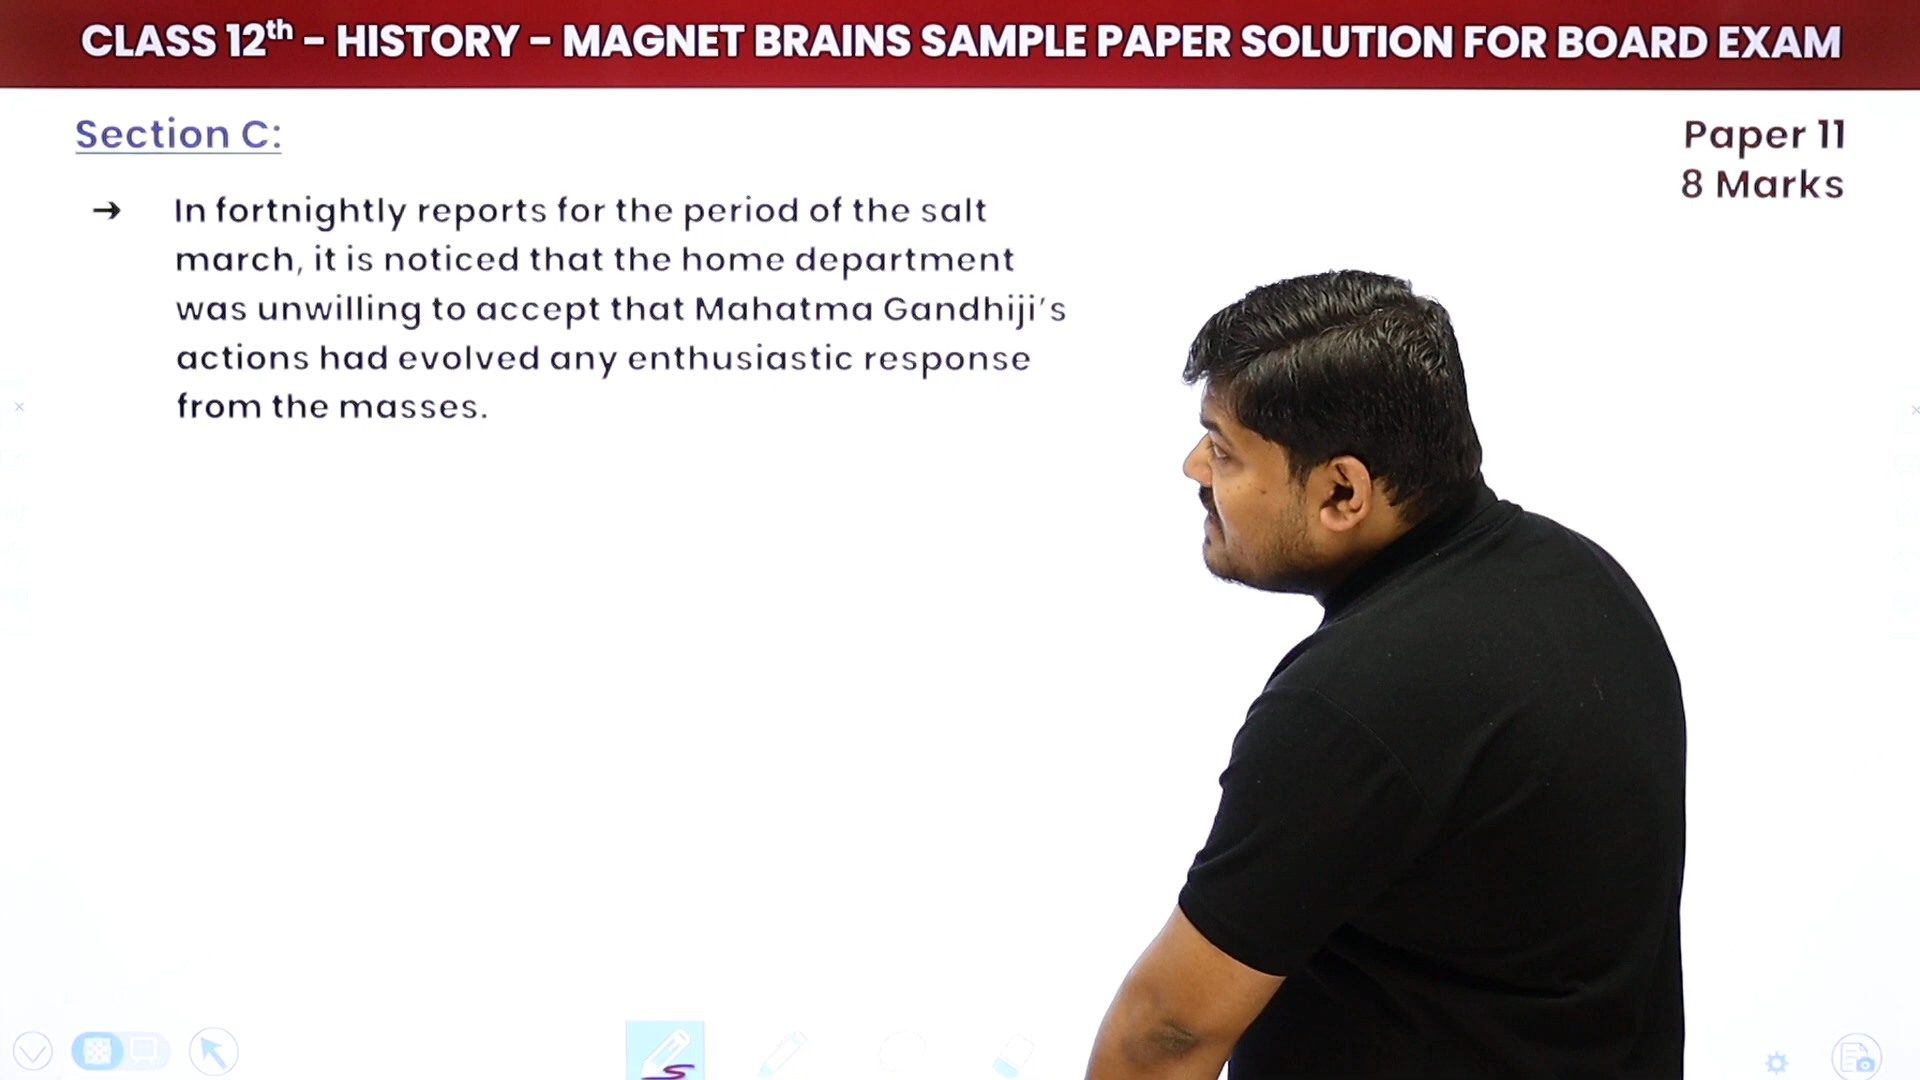 CLASS 12th - HISTORY - MAGNET BRAINS SAMPLE PAPER SOLUTION FOR BOARD EXAM
Section C:
Paper 11
8 Marks
→ In fortnightly reports for the period of the salt
march, it is noticed that the home department
was unwilling to accept that Mahatma Gandhiji's
actions had evolved any enthusiastic response
from the masses.